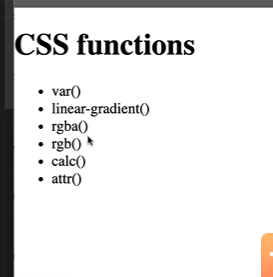 CSS functions
var()
linear-gradient()
rgba()
rgb()
calc()
attr()